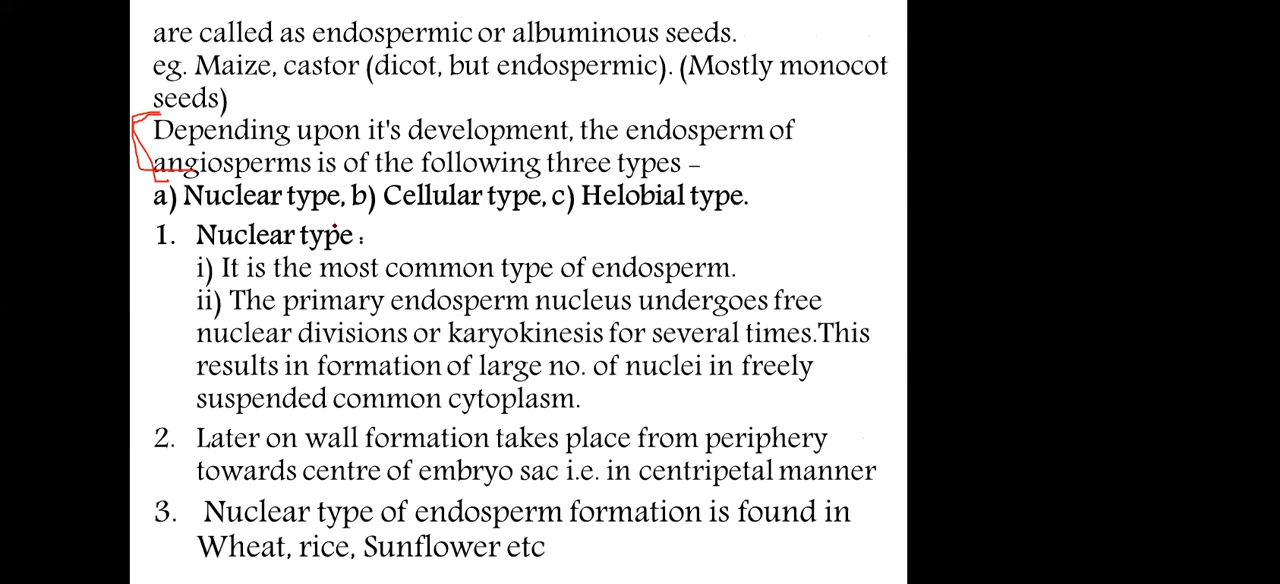 are called as endospermic or albuminous seeds.
eg. Maize, castor (dicot, but endospermic). (Mostly monocot
seeds)
Depending upon it's development, the endosperm of
angiosperms is of the following three types –
a) Nuclear type, b) Cellular type, c) Helobial type.
1. Nuclear type :
i) It is the most common type of endosperm.
ii) The primary endosperm nucleus undergoes free
nuclear divisions or karyokinesis for several times.This
results in formation of large no. of nuclei in freely
suspended common cytoplasm.
2. Later on wall formation takes place from periphery
towards centre of embryo sac i.e. in centripetal manner
3. Nuclear type of endosperm formation is found in
Wheat, rice, Sunflower etc